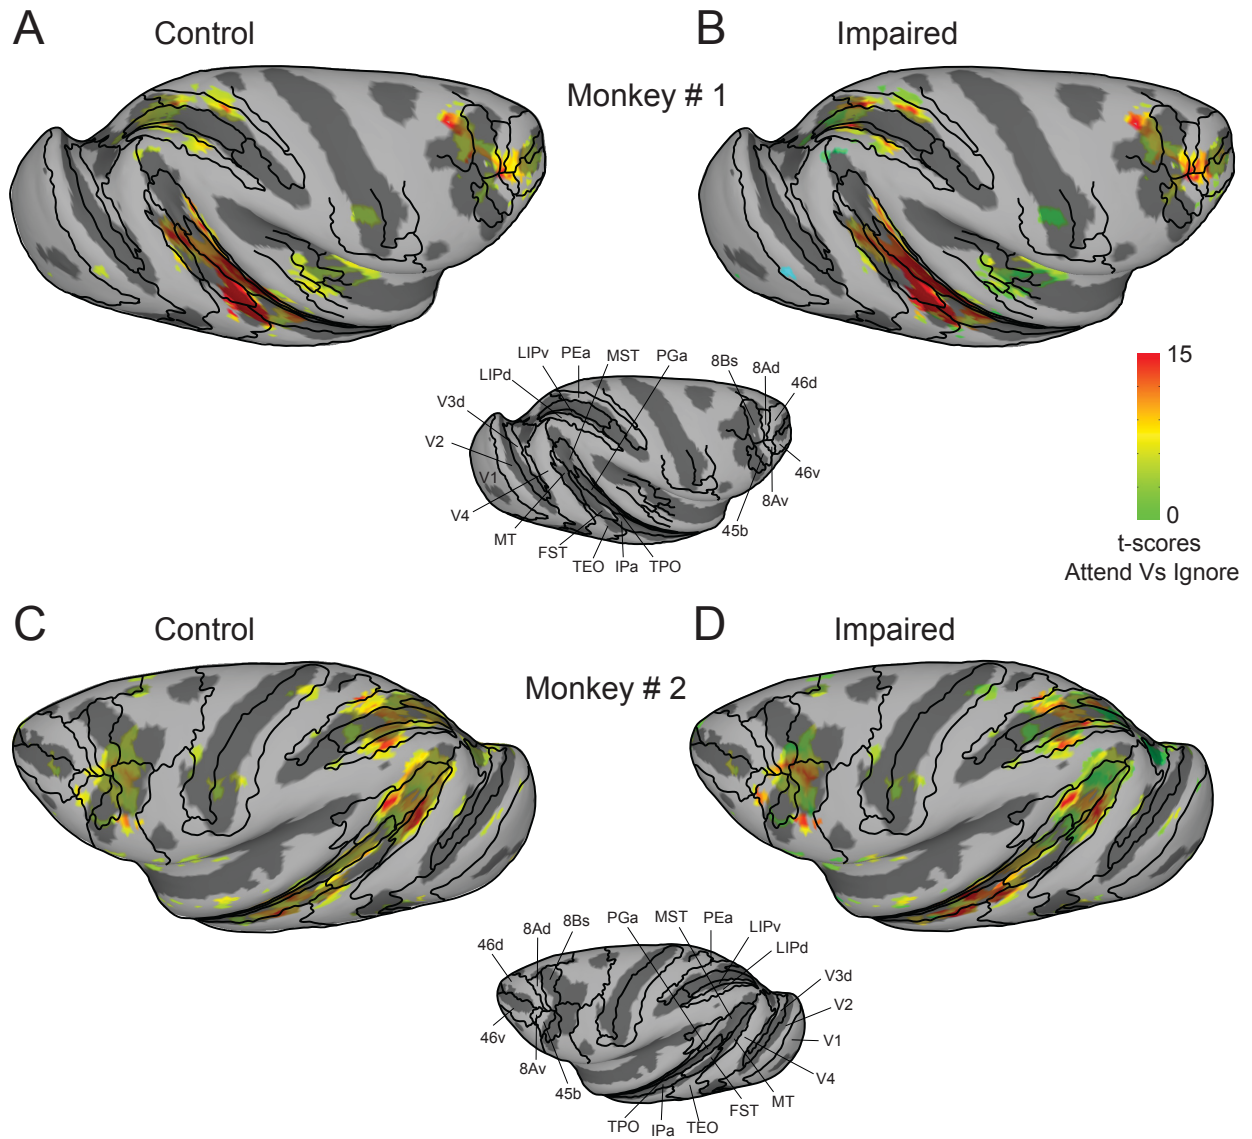 A
Control
B
Impaired
Monkey # 1
15
0
t-scores
Attend Vs Ignore
LIPv
PEa
MST
PGa
8Bs
8Ad
46d
LIPd
V3d
V2
V1
V4
MT
FST
TEO
IPa
TPO
45b
8Av
46v
C
Control
D
Impaired
Monkey # 2
46d
8Ad
8Bs
PGa
MST
PEa
LIPv
LIPd
V3d
V2
V1
V4
MT
FST
TEO
IPa
TPO
45b
8Av
46v